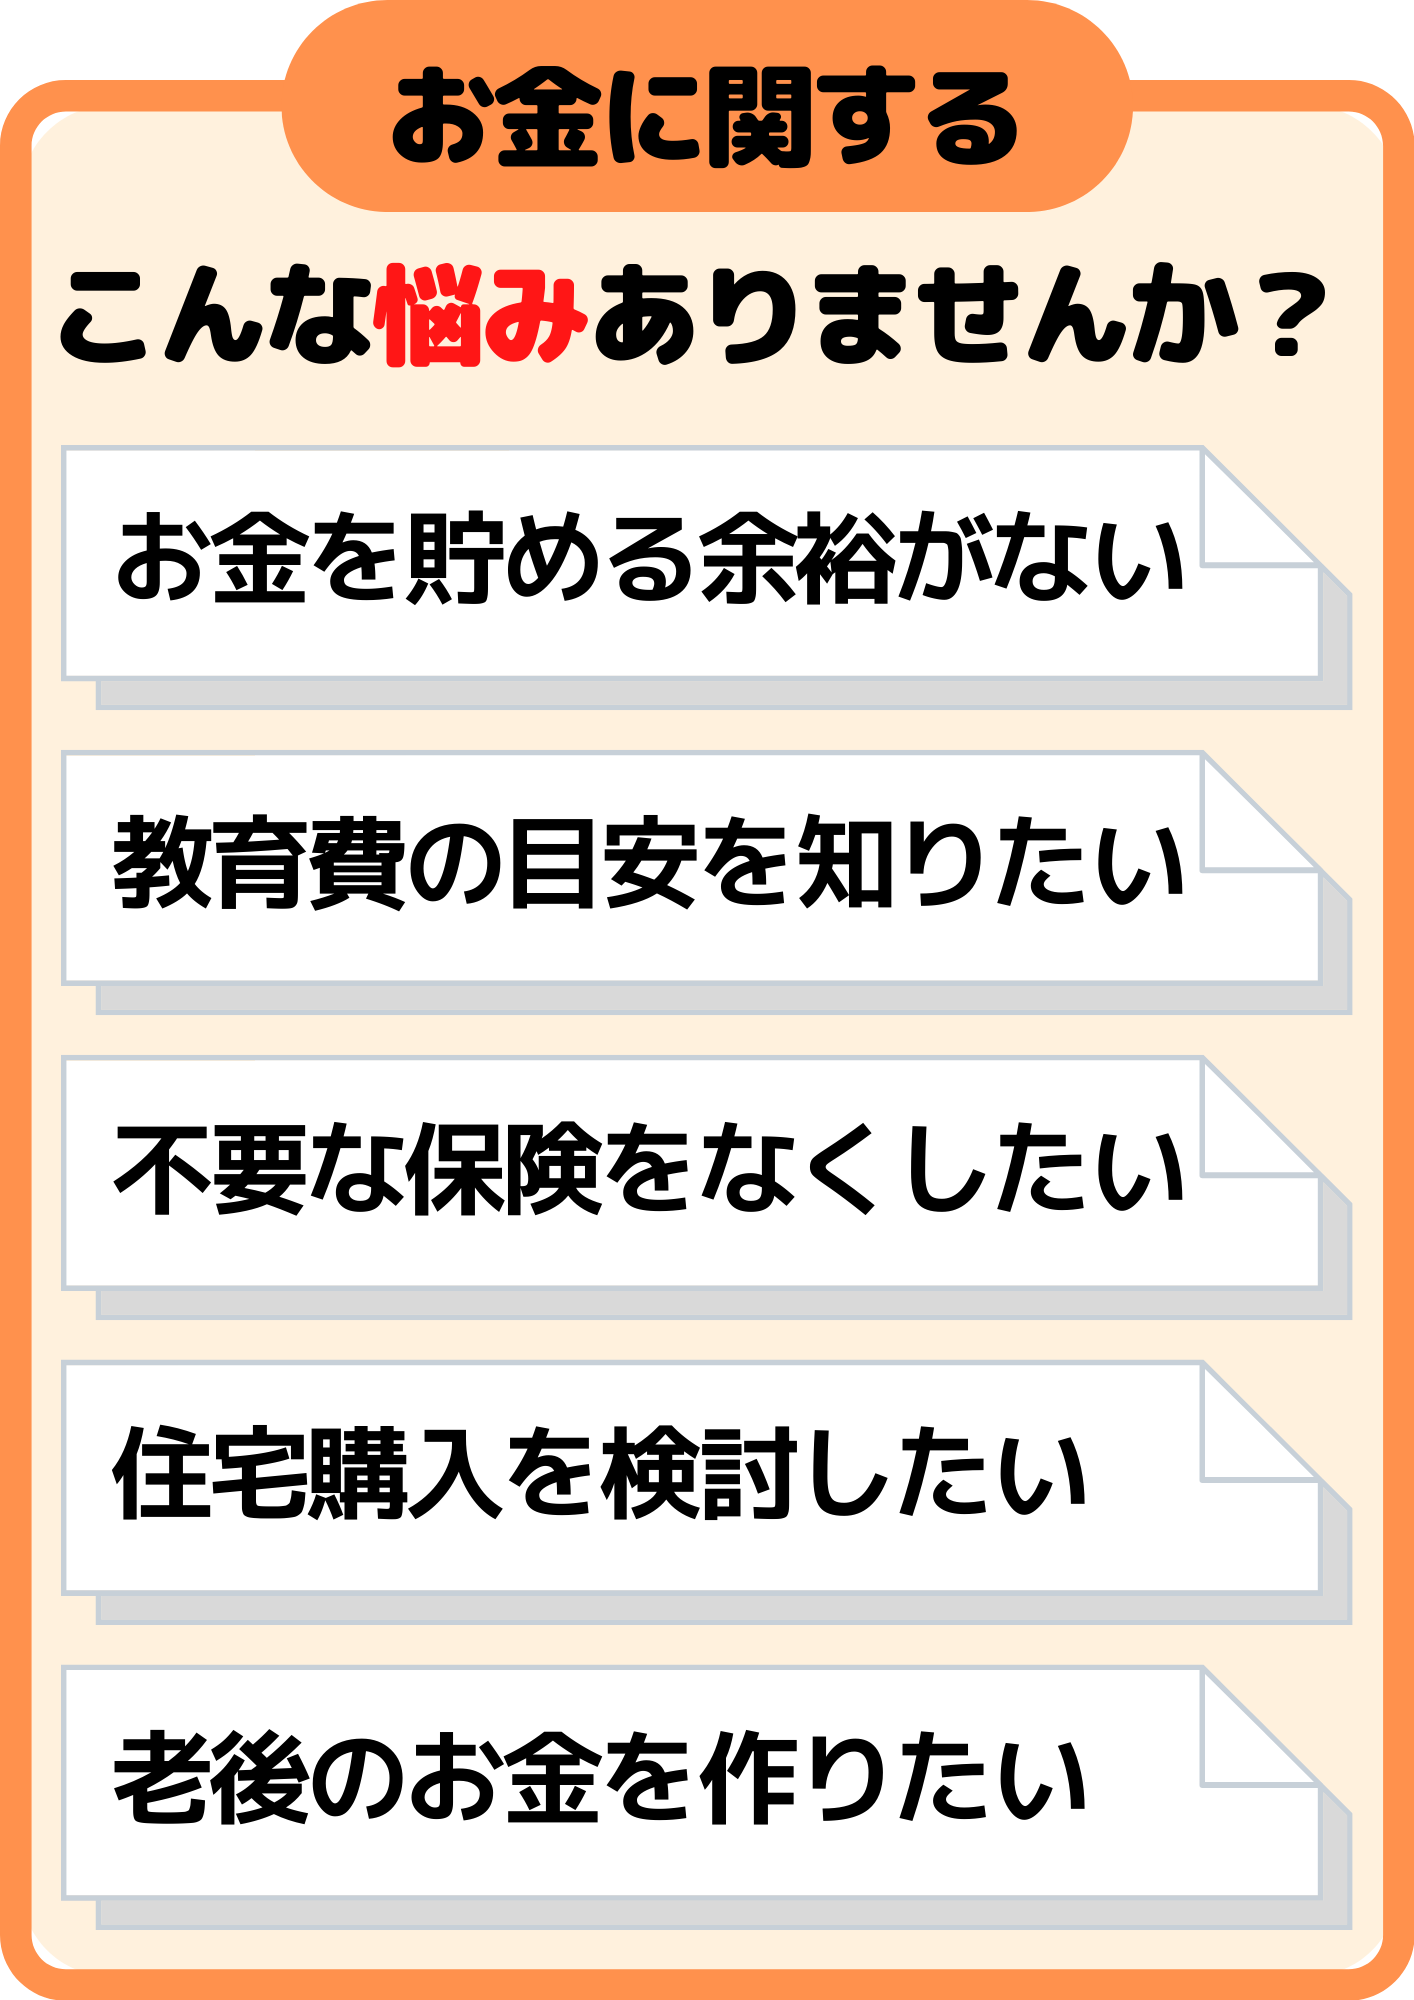 お金に関する
こんな悩みありませんか？
お金を貯める余裕がない
教育費の目安を知りたい
不要な保険をなくしたい
住宅購入を検討したい
老後のお金を作りたい